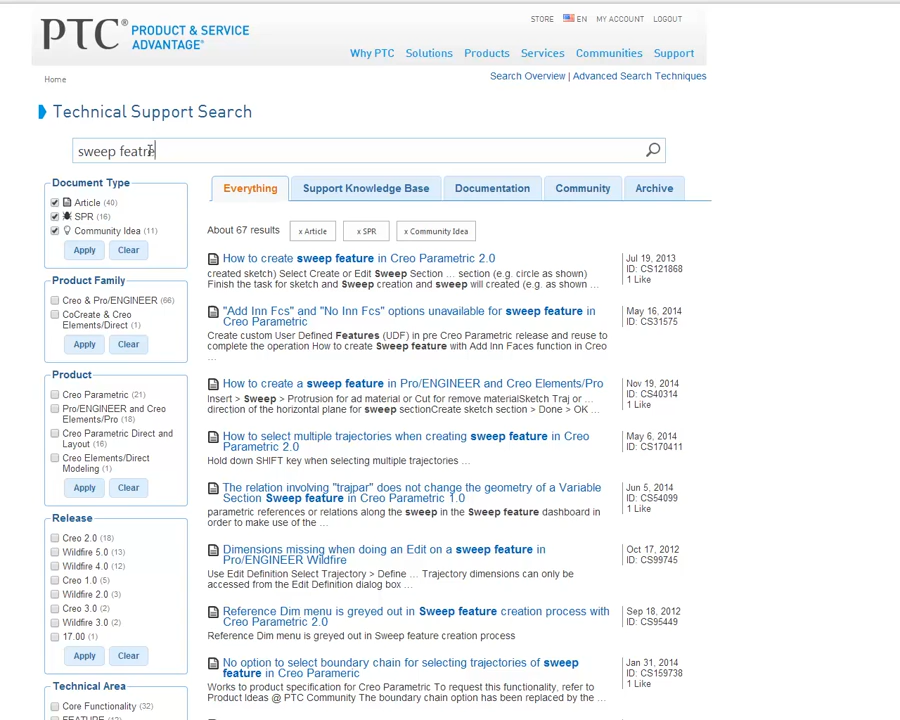 PTC® PRODUCT & SERVICE
ADVANTAGE®
STORE EN MY ACCOUNT LOGOUT
Why PTC Solutions Products Services Communities Support
Home
Search Overview | Advanced Search Techniques
Technical Support Search
sweep featre
Document Type
Article (40)
SPR (16)
Community Idea (11)
Apply Clear
Product Family
Creo & Pro/ENGINEER (66)
CoCreate & Creo
Elements/Direct (1)
Apply Clear
Product
Creo Parametric (21)
Pro/ENGINEER and Creo
Elements/Pro (18)
Creo Parametric Direct and
Layout (16)
Creo Elements/Direct
Modeling (1)
Apply Clear
Release
Creo 2.0 (18)
Wildfire 5.0 (13)
Wildfire 4.0 (12)
Creo 1.0 (5)
Wildfire 2.0 (3)
Creo 3.0 (2)
Wildfire 3.0 (2)
17.00 (1)
Apply Clear
Technical Area
Core Functionality (32)
FEATURE (12)
Everything Support Knowledge Base Documentation Community Archive
About 67 results x Article x SPR x Community Idea
How to create sweep feature in Creo Parametric 2.0
created sketch) Select Create or Edit Sweep Section ... section (e.g. circle as shown)
Finish the task for sketch and Sweep creation and sweep will created (e.g. as shown ...
Jul 19, 2013
ID: CS121868
1 Like
"Add Inn Fcs" and "No Inn Fcs" options unavailable for sweep feature in
Creo Parametric
Create custom User Defined Features (UDF) in pre Creo Parametric release and reuse to
complete the operation How to create Sweep feature with Add Inn Faces function in Creo
...
May 16, 2014
ID: CS31575
How to create a sweep feature in Pro/ENGINEER and Creo Elements/Pro
Insert > Sweep > Protrusion for ad material or Cut for remove materialSketch Traj or ...
direction of the horizontal plane for sweep sectionCreate sketch section > Done > OK ...
Nov 19, 2014
ID: CS40314
1 Like
How to select multiple trajectories when creating sweep feature in Creo
Parametric 2.0
Hold down SHIFT key when selecting multiple trajectories ...
May 6, 2014
ID: CS170411
The relation involving "trajpar" does not change the geometry of a Variable
Section Sweep feature in Creo Parametric 1.0
parametric references or relations along the sweep in the Sweep feature dashboard in
order to make use of the ...
Jun 5, 2014
ID: CS54099
1 Like
Dimensions missing when doing an Edit on a sweep feature in
Pro/ENGINEER Wildfire
Use Edit Definition Select Trajectory > Define ... Trajectory dimensions can only be
accessed from the Edit Definition dialog box ...
Oct 17, 2012
ID: CS99745
Reference Dim menu is greyed out in Sweep feature creation process with
Creo Parametric 2.0
Reference Dim menu is greyed out in Sweep feature creation process
Sep 18, 2012
ID: CS95449
No option to select boundary chain for selecting trajectories of sweep
feature in Creo Parameric
Works to product specification for Creo Parametric To request this functionality, refer to
Product Ideas @ PTC Community The boundary chain option has been replaced by the ...
Jan 31, 2014
ID: CS159738
1 Like